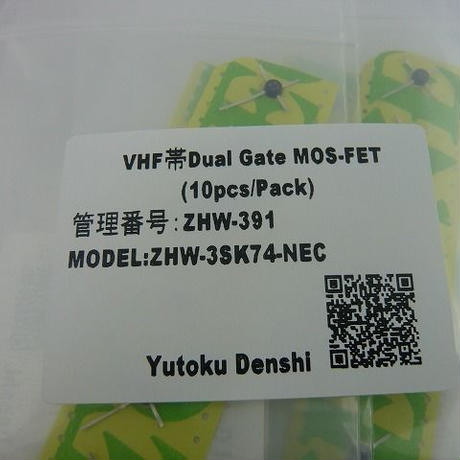 VHF帯Dual Gate MOS-FET
(10pcs/Pack)
管理番号:ZHW-391
MODEL:ZHW-3SK74-NEC
Yutoku Denshi